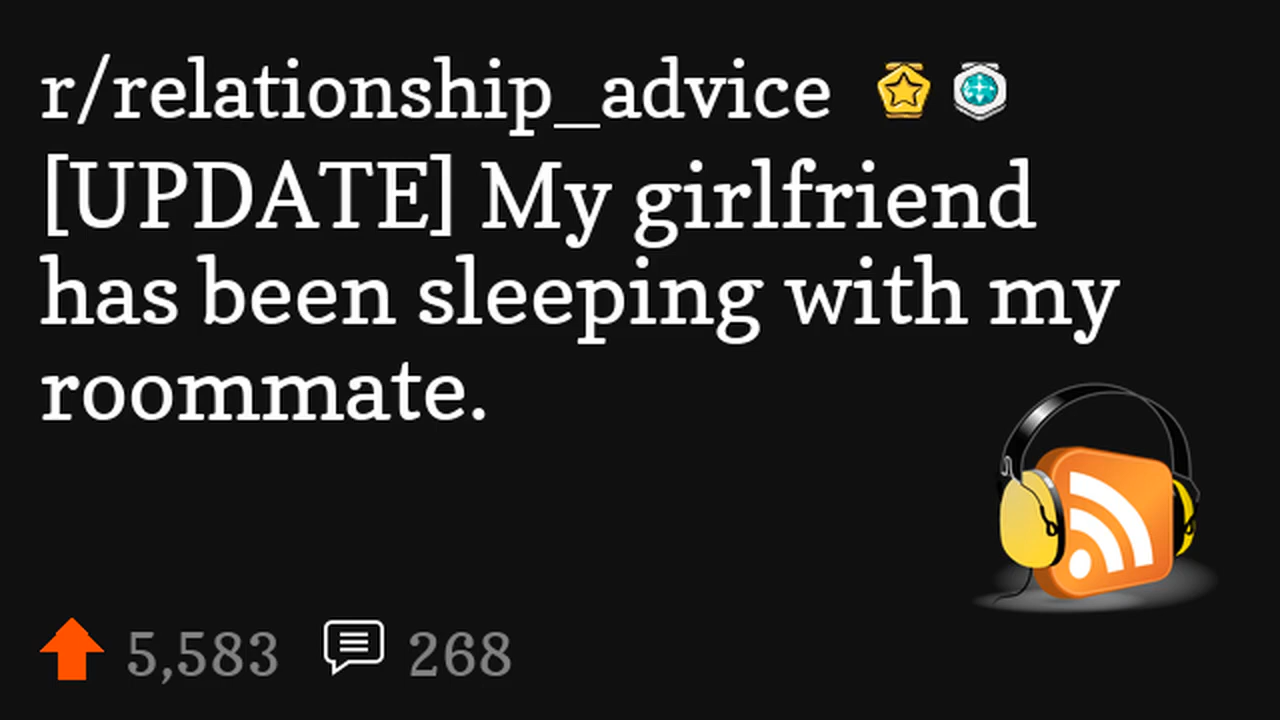 r/relationship_advice
[UPDATE] My girlfriend
has been sleeping with my
roommate.
5,583 268